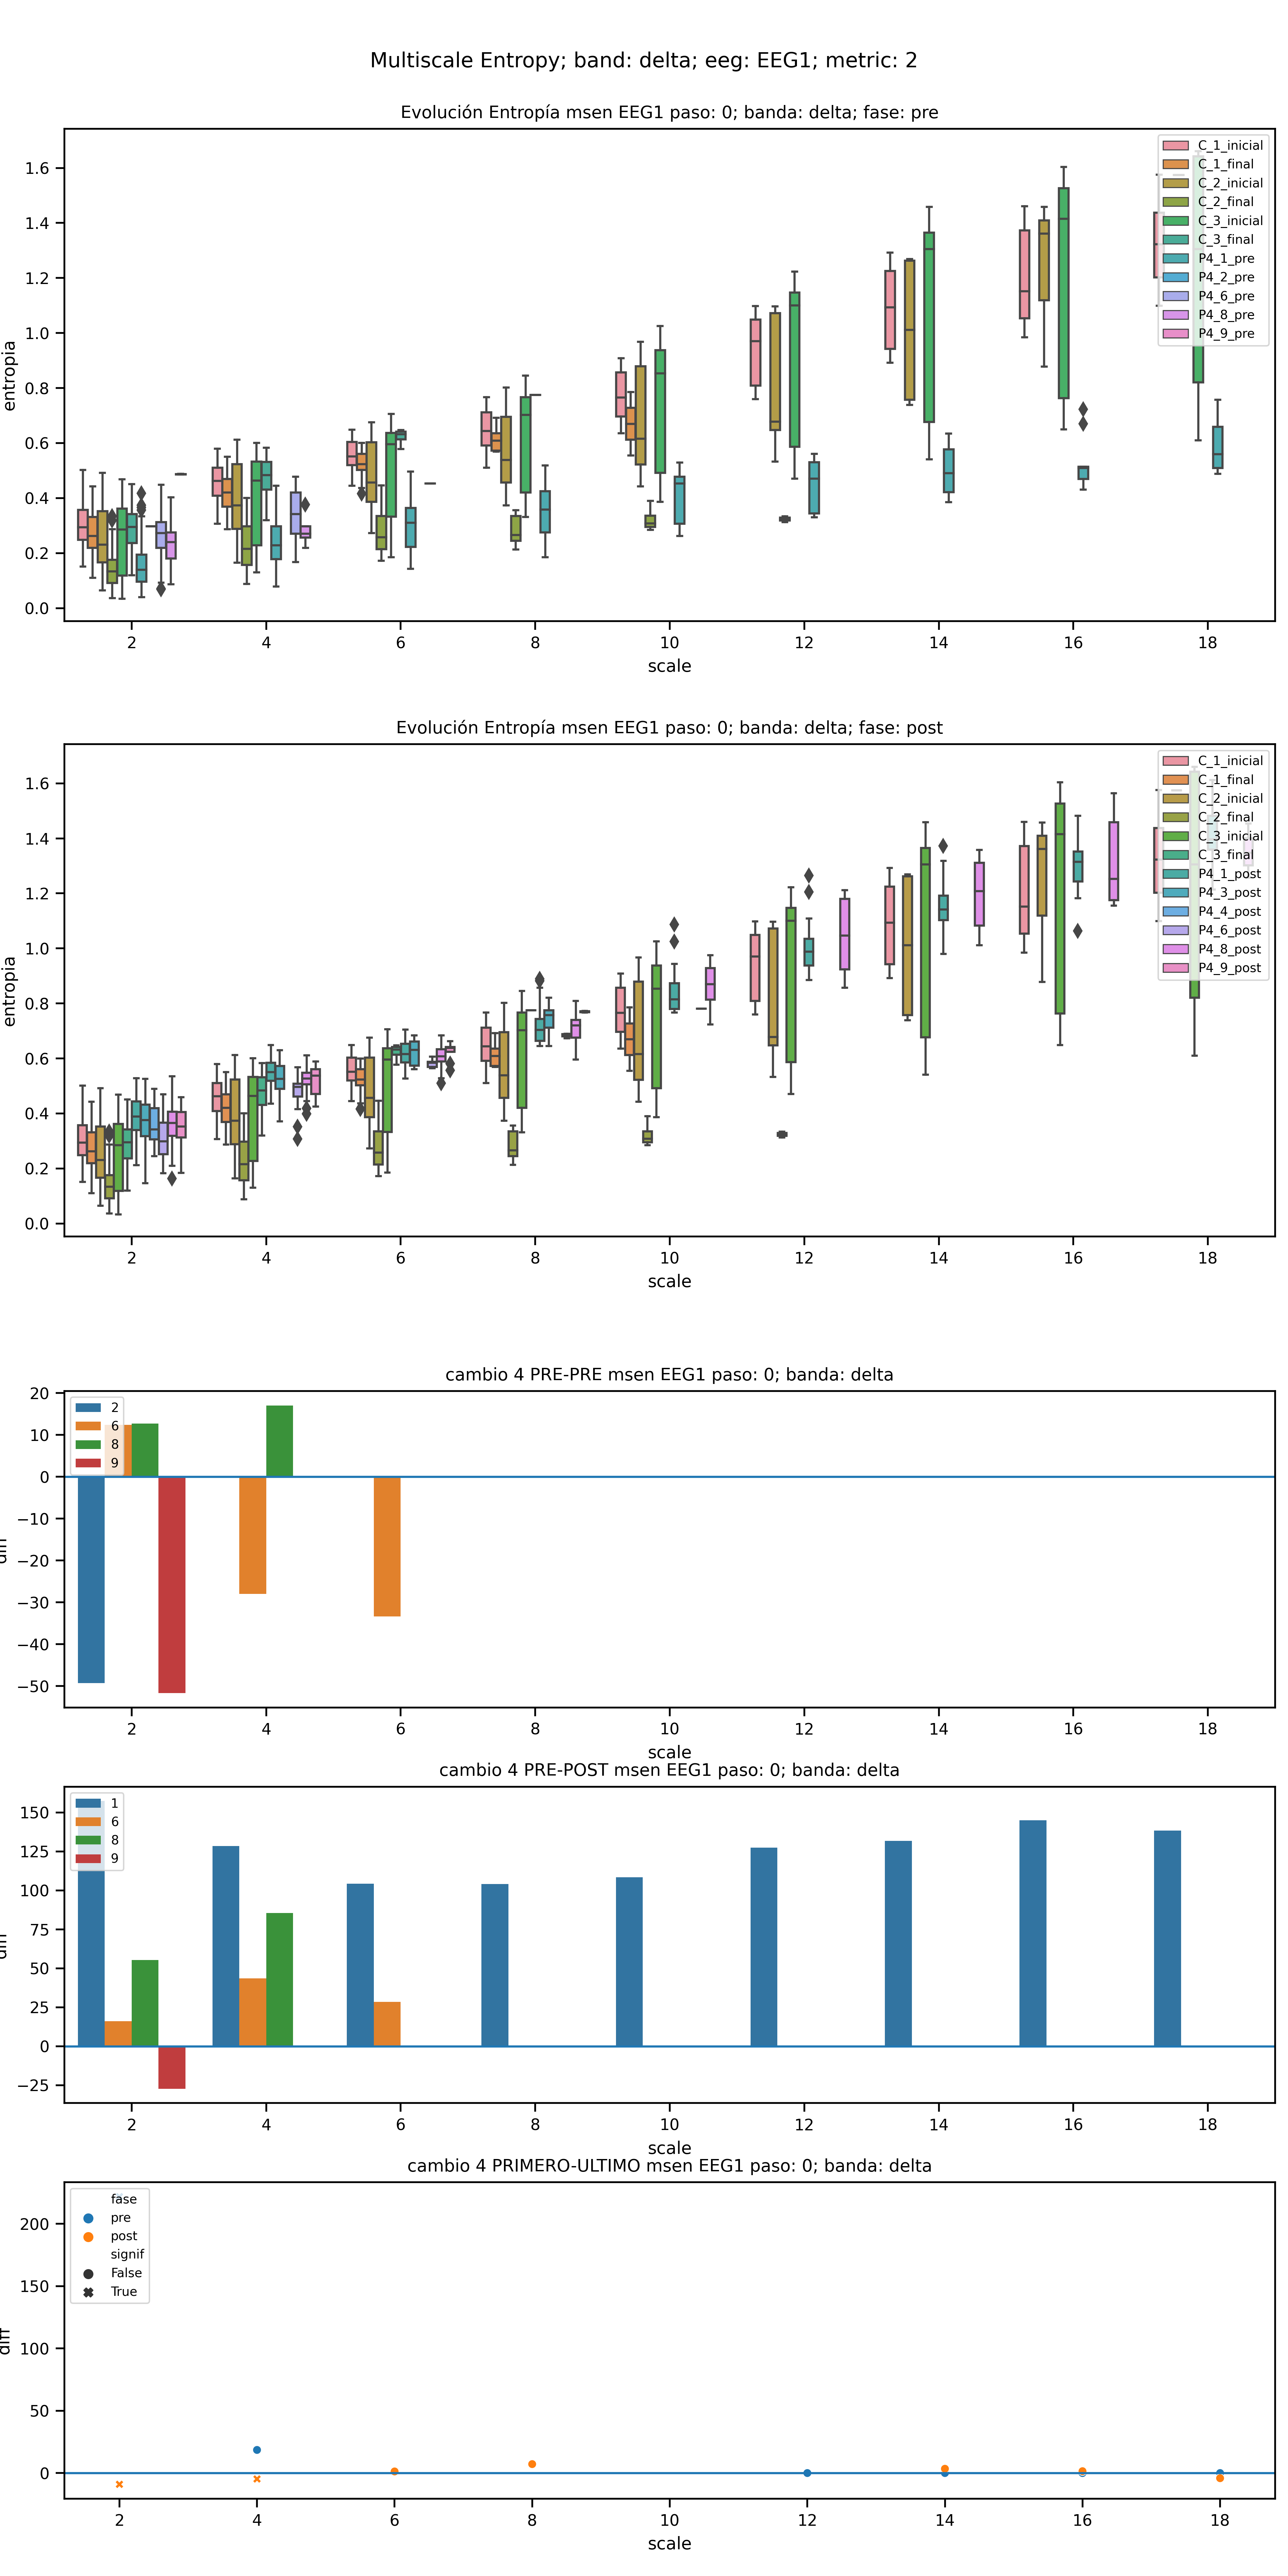 Multiscale Entropy; band: delta; eeg: EEG1; metric: 2
Evolución Entropía msen EEG1 paso: 0; banda: delta; fase: pre
C_1_inicial
C_1_final
C_2_inicial
C_2_final
C_3_inicial
C_3_final
P4_1_pre
P4_2_pre
P4_6_pre
P4_8_pre
P4_9_pre
1.6
1.4
1.2
1.0
0.8
0.6
0.4
0.2
0.0
entropia
2 4 6 8 10 12 14 16 18
scale
Evolución Entropía msen EEG1 paso: 0; banda: delta; fase: post
C_1_inicial
C_1_final
C_2_inicial
C_2_final
C_3_inicial
C_3_final
P4_1_post
P4_3_post
P4_4_post
P4_6_post
P4_8_post
P4_9_post
1.6
1.4
1.2
1.0
0.8
0.6
0.4
0.2
0.0
entropia
2 4 6 8 10 12 14 16 18
scale
cambio 4 PRE-PRE msen EEG1 paso: 0; banda: delta
2
6
8
9
20
10
0
−10
−20
−30
−40
−50
diff
2 4 6 8 10 12 14 16 18
scale
cambio 4 PRE-POST msen EEG1 paso: 0; banda: delta
1
6
8
9
150
125
100
75
50
25
0
−25
diff
2 4 6 8 10 12 14 16 18
scale
cambio 4 PRIMERO-ULTIMO msen EEG1 paso: 0; banda: delta
fase
pre
post
signif
False
True
200
150
100
50
0
diff
2 4 6 8 10 12 14 16 18
scale